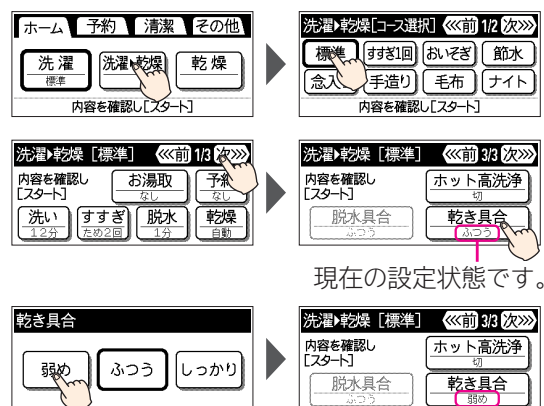 ホーム 予約 清潔 その他
洗濯 洗濯▶乾燥 乾燥
標準
内容を確認し[スタート]
洗濯▶乾燥[コース選択] 〈〈〈前 1/2 次〉〉〉
標準 すすぎ1回 おいそぎ 節水
念入 手造り 毛布 ナイト
内容を確認し[スタート]
洗濯▶乾燥 [標準] 〈〈〈前 1/3 次〉〉〉
内容を確認し お湯取 予約
[スタート] なし なし
洗い すすぎ 脱水 乾燥
12分 ため2回 1分 自動
洗濯▶乾燥 [標準] 〈〈〈前 3/3 次〉〉〉
内容を確認し ホット高洗浄
[スタート] 切
脱水具合 乾き具合
ふつう ふつう
現在の設定状態です。
乾き具合
弱め ふつう しっかり
洗濯▶乾燥 [標準] 〈〈〈前 3/3 次〉〉〉
内容を確認し ホット高洗浄
[スタート] 切
脱水具合 乾き具合
ふつう 弱め